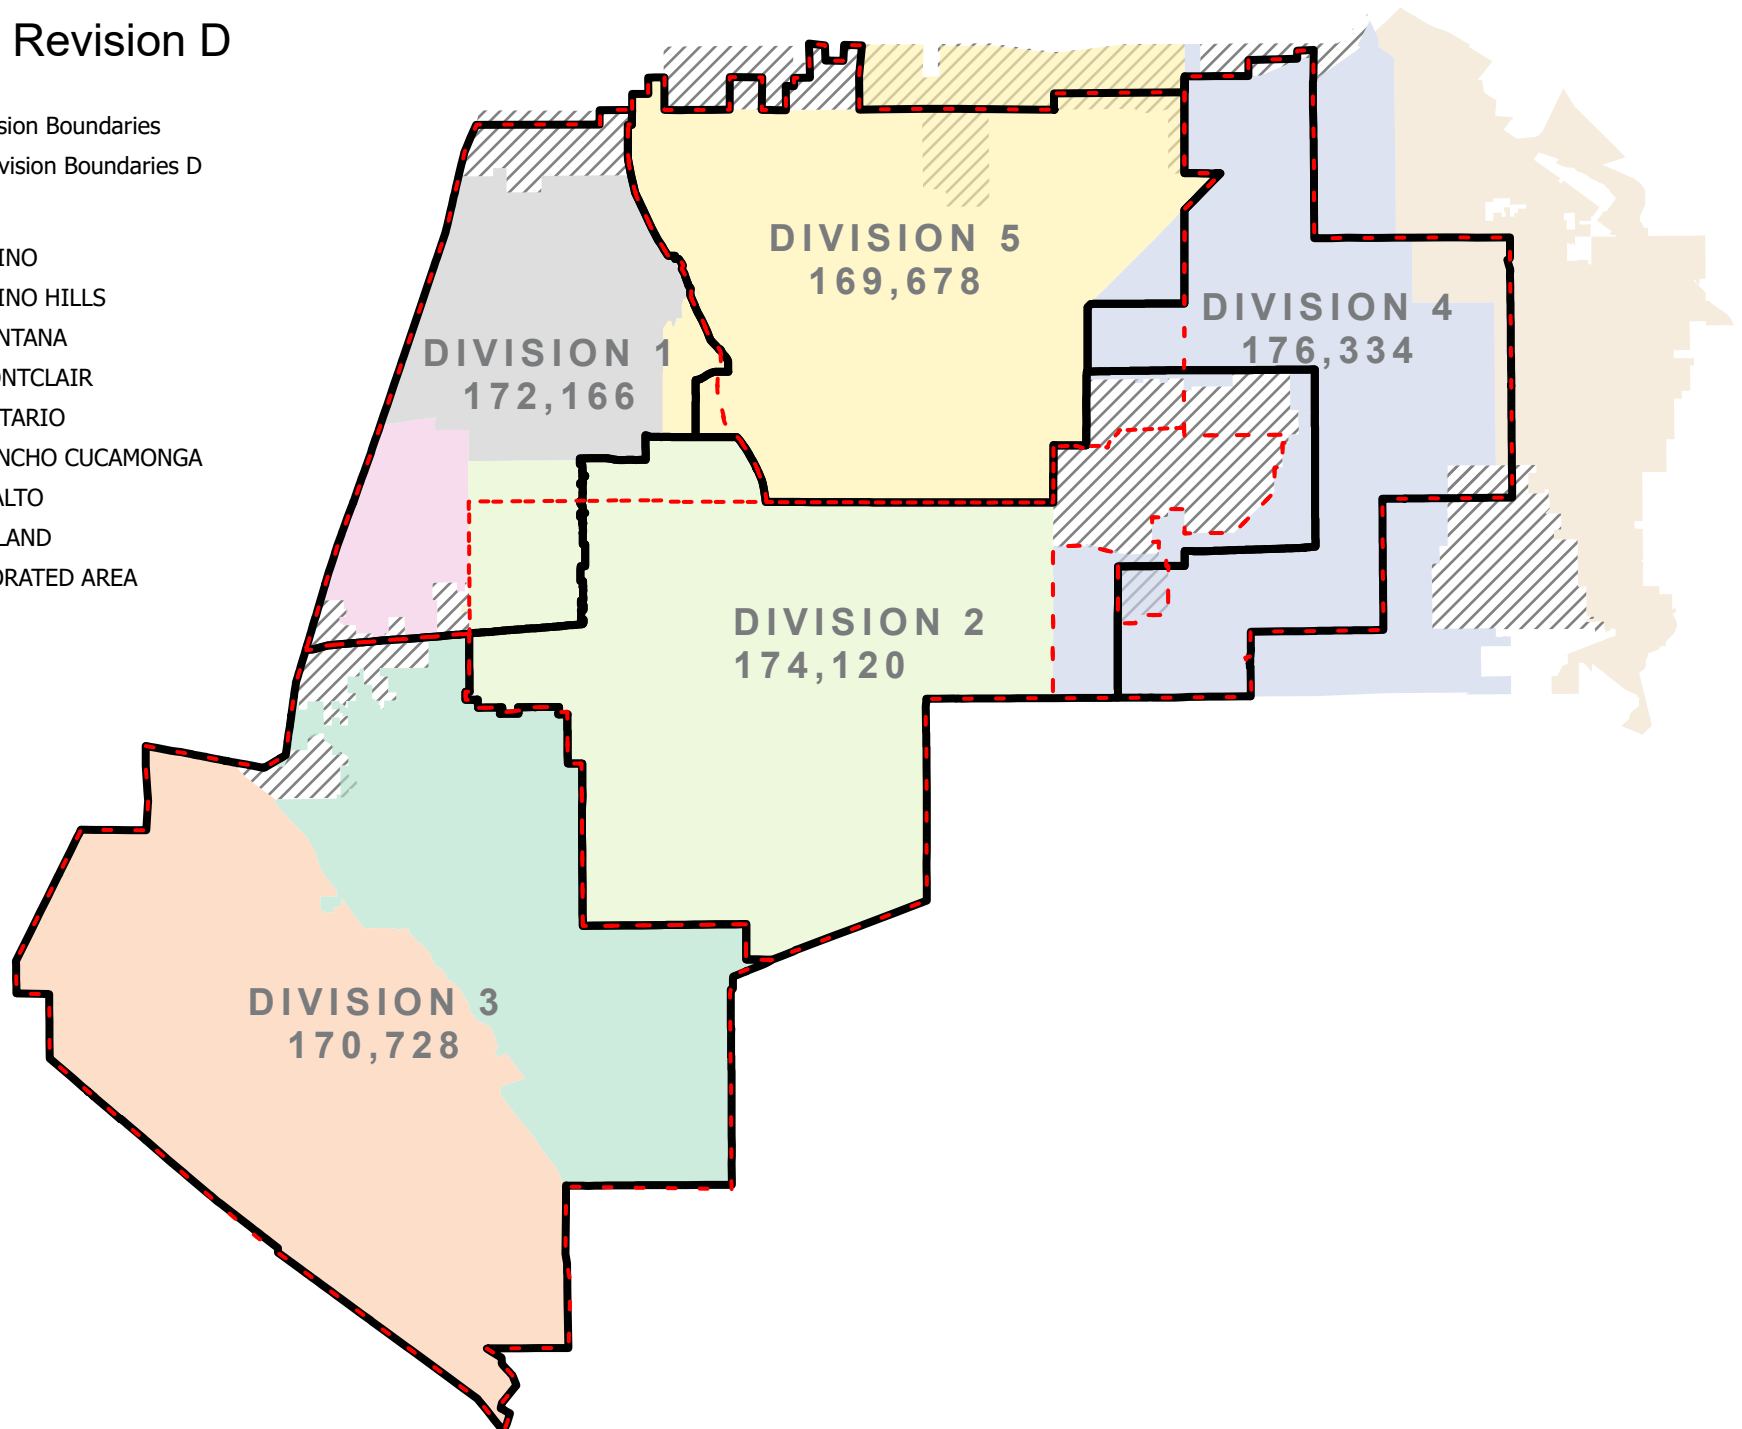 Revision D
sion Boundaries
vision Boundaries D
INO
INO HILLS
NTANA
ONTCLAIR
TARIO
NCHO CUCAMONGA
ALTO
LAND
ORATED AREA
DIVISION 5
169,678
DIVISION 4
176,334
DIVISION 1
172,166
DIVISION 2
174,120
DIVISION 3
170,728